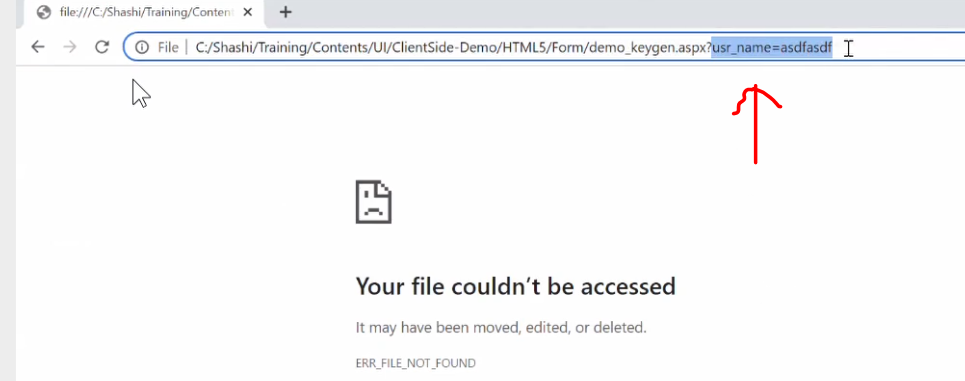 file:///C:/Shashi/Training/Conten
File C:/Shashi/Training/Contents/UI/ClientSide-Demo/HTML5/Form/demo_keygen.aspx?usr_name=asdfasdf
Your file couldn't be accessed
It may have been moved, edited, or deleted.
ERR_FILE_NOT_FOUND